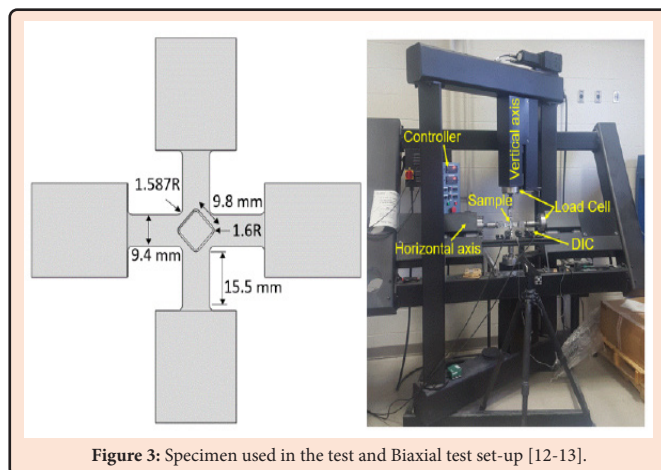 1.587R
9.8 mm
1.6R
9.4 mm
15.5 mm
Controller
Vertical axis
Sample
Load Cell
Horizontal axis
DIC
Figure 3: Specimen used in the test and Biaxial test set-up [12-13].